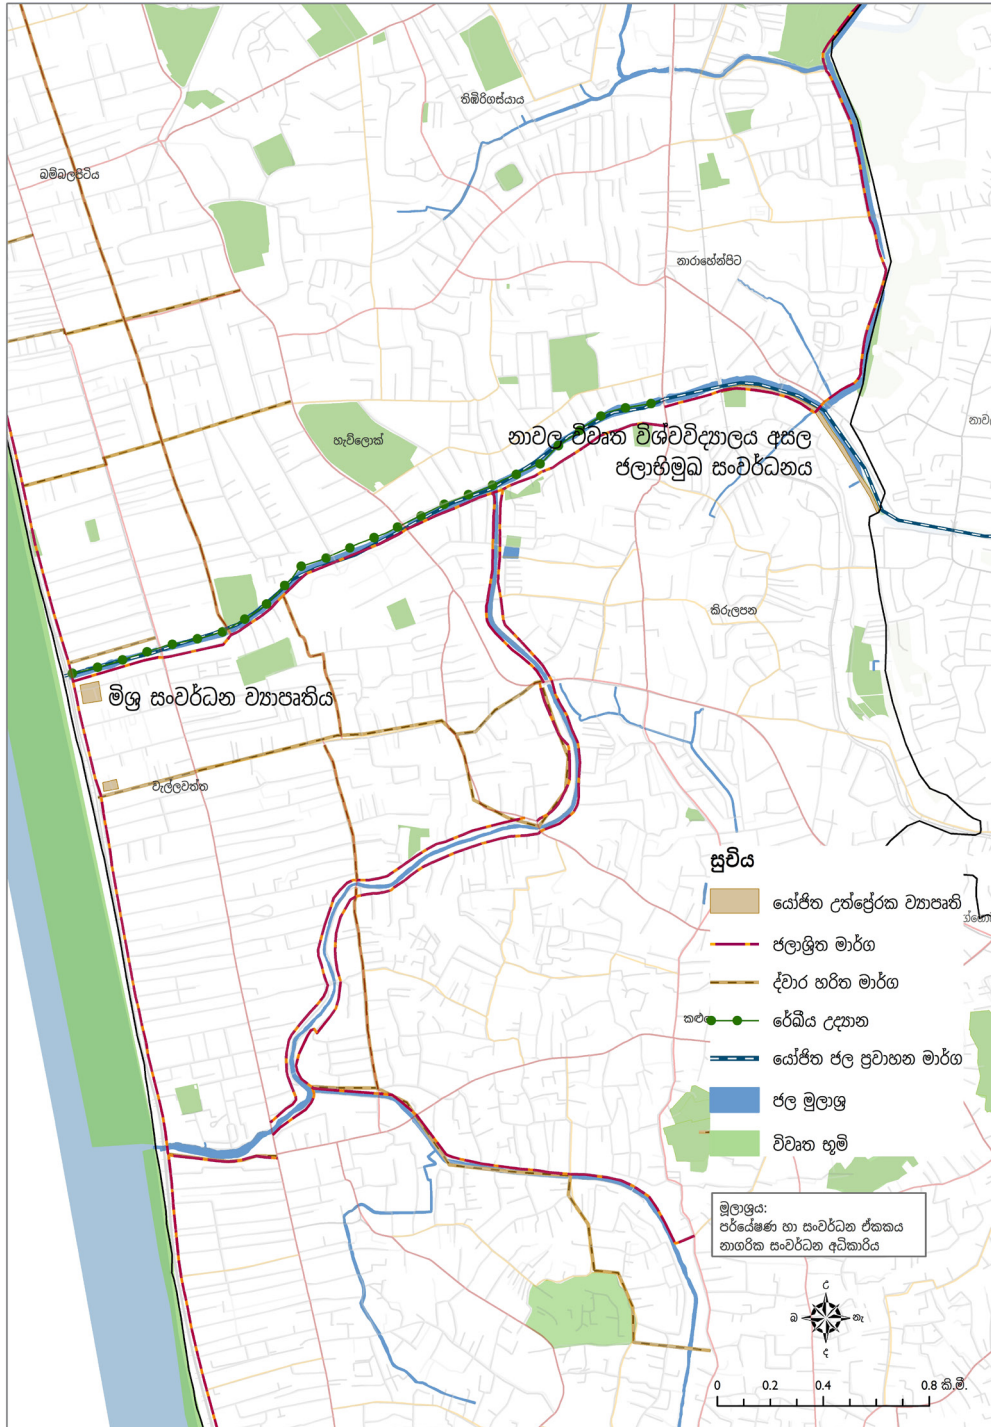 තිඹිරිගස්යාය
බම්බලපිටිය
නාරාහේන්පිට
හැව්ලොක්
නාවල විවෘත විශ්වවිද්‍යාලය අසල
ජලාභිමුඛ සංවර්ධනය
කිරුලපන
මිශ්‍ර සංවර්ධන ව්‍යාපෘතිය
වැල්ලවත්ත
සූචිය
යෝජිත උත්ප්‍රේරක ව්‍යාපෘති
ජලාශ්‍රිත මාර්ග
ද්වාර හරිත මාර්ග
රේඛීය උද්‍යාන
යෝජිත ජල ප්‍රවාහන මාර්ග
ජල මුලාශ්‍ර
විවෘත භූමි
මූලාශ්‍රය:
පර්යේෂණ හා සංවර්ධන ඒකකය
නාගරික සංවර්ධන අධිකාරිය
උ
බ නැ
ද
0 0.2 0.4 0.8 කි.මී.